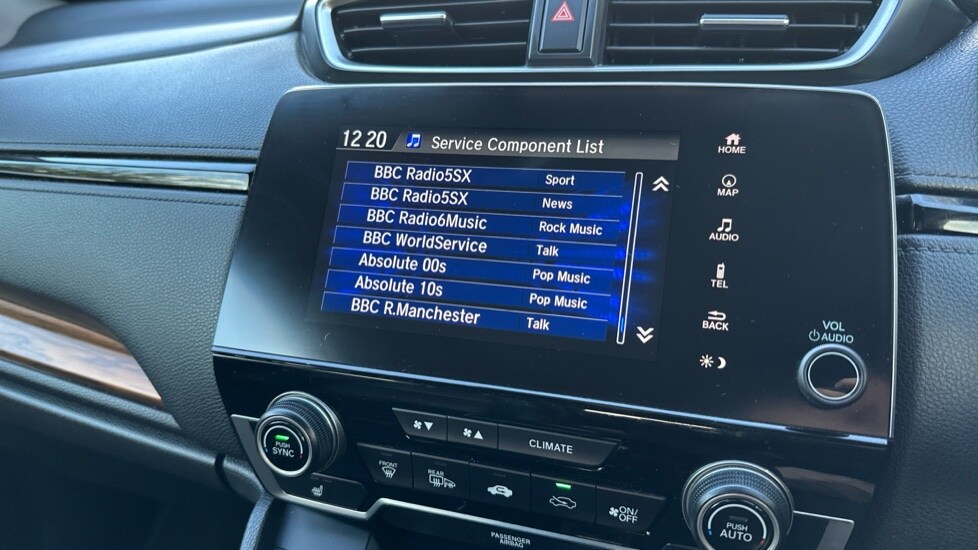 12 20 Service Component List
BBC Radio5SX Sport
BBC Radio5SX News
BBC Radio6Music Rock Music
BBC WorldService Talk
Absolute 00s Pop Music
Absolute 10s Pop Music
BBC R.Manchester Talk
HOME
MAP
AUDIO
TEL
BACK
VOL
AUDIO
PUSH
SYNC
CLIMATE
FRONT
REAR
ON/
OFF
PUSH
AUTO
PASSENGER
AIRBAG